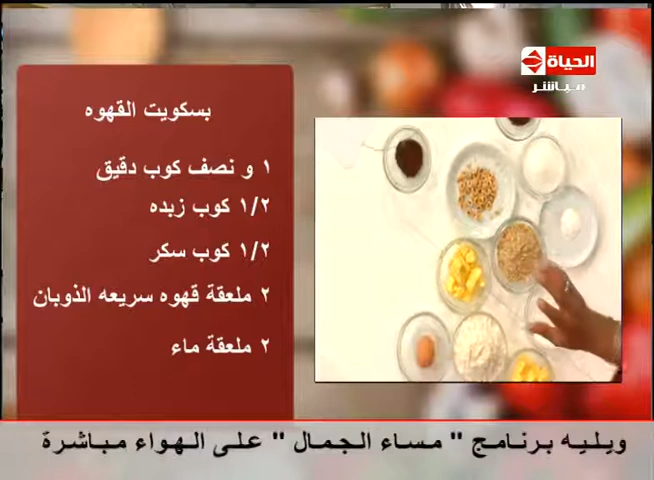 الحياة
مباشر
بسكويت القهوه
١ و نصف كوب دقيق
١/٢ كوب زبده
١/٢ كوب سكر
٢ ملعقة قهوه سريعه الذوبان
٢ ملعقة ماء
ويليه برنامج " مساء الجمال " على الهواء مباشرة